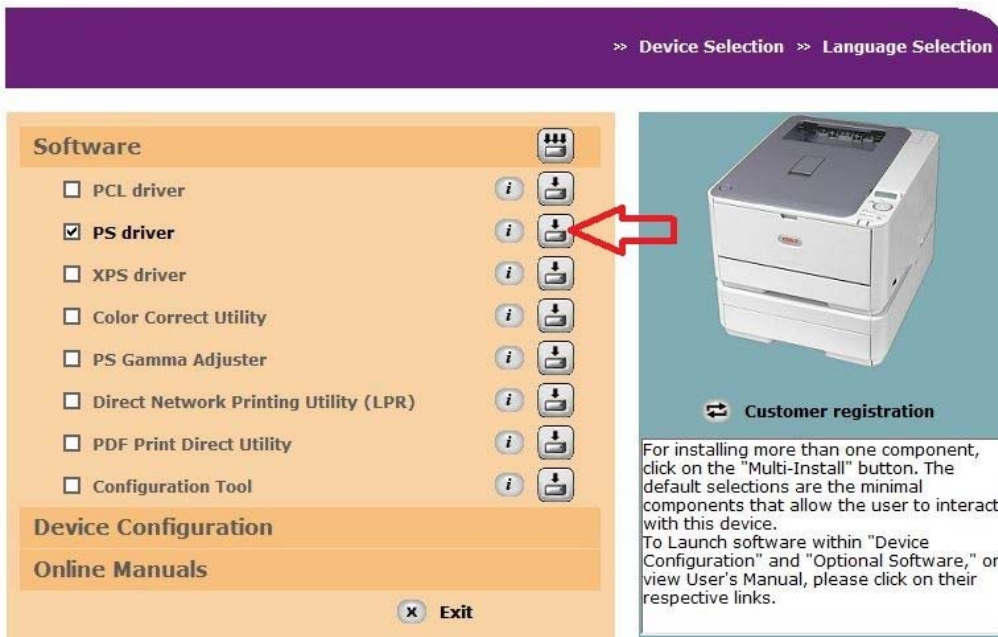 >> Device Selection >> Language Selection
Software
PCL driver
PS driver
XPS driver
Color Correct Utility
PS Gamma Adjuster
Direct Network Printing Utility (LPR)
PDF Print Direct Utility
Configuration Tool
Device Configuration
Online Manuals
X Exit
Customer registration
For installing more than one component,
click on the "Multi-Install" button. The
default selections are the minimal
components that allow the user to interact
with this device.
To Launch software within "Device
Configuration" and "Optional Software," or
view User's Manual, please click on their
respective links.